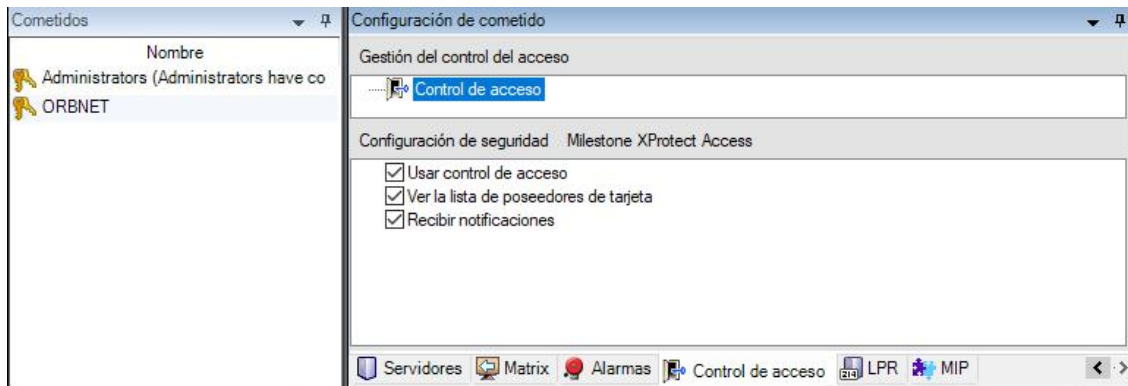 Cometidos
Nombre
Administrators (Administrators have co
ORBNET
Configuración de cometido
Gestión del control del acceso
Control de acceso
Configuración de seguridad Milestone XProtect Access
Usar control de acceso
Ver la lista de poseedores de tarjeta
Recibir notificaciones
Servidores Matrix Alarmas Control de acceso LPR MIP